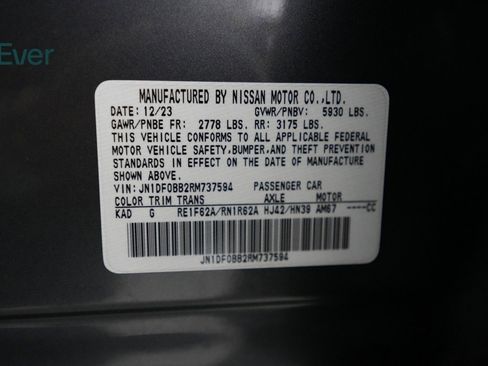 Ever
MANUFACTURED BY NISSAN MOTOR CO.,LTD.
DATE: 12/23 GVWR/PNBV: 5930 LBS.
GAWR/PNBE FR: 2778 LBS. RR: 3175 LBS.
THIS VEHICLE CONFORMS TO ALL APPLICABLE FEDERAL
MOTOR VEHICLE SAFETY,BUMPER,AND THEFT PREVENTION
STANDARDS IN EFFECT ON THE DATE OF MANUFACTURE
SHOWN ABOVE.
VIN: JN1DF0BB2RM737594 PASSENGER CAR
COLOR TRIM TRANS AXLE MOTOR
KAD G RE1F82A/RN1R62A HJ42/HN39 AM67 ----CC
JN1DF0BB2RM737594